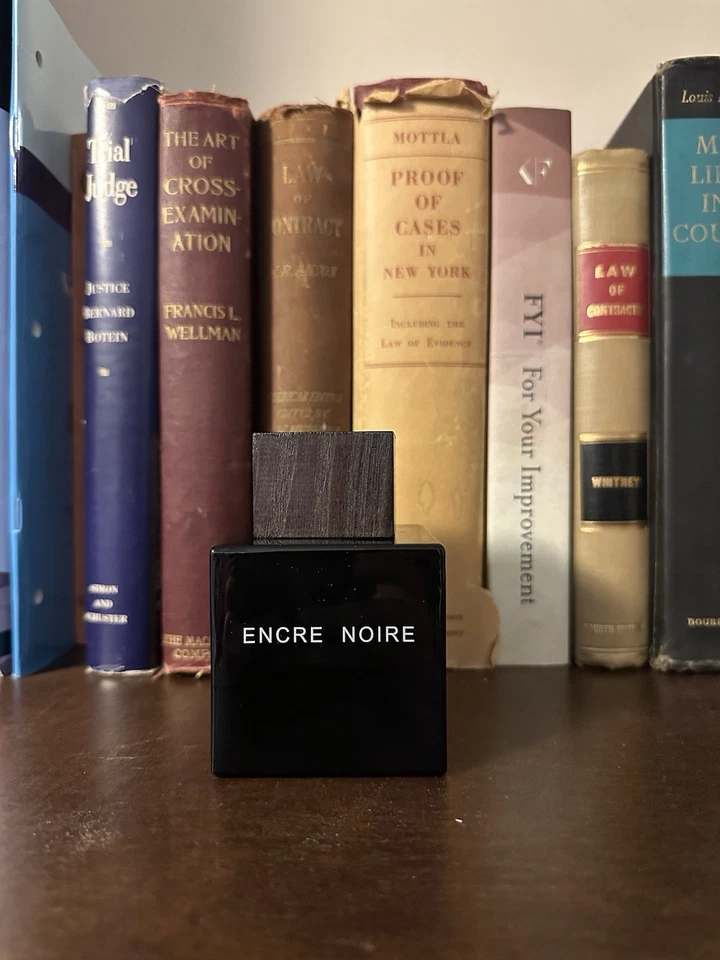 Trial
Judge
JUSTICE
BERNARD
BOTEIN
SIMON
AND
SCHUSTER
THE ART
OF
CROSS-
EXAMIN-
ATION
FRANCIS L.
WELLMAN
THE MAC
COMP
LAW
OF
CONTRACT
MOTTLA
PROOF
OF
CASES
IN
NEW YORK
INCLUDING THE
LAW OF EVIDENCE
KF
FYI® For Your Improvement
LAW
OF
CONTRACTS
WHITNEY
Louis
M
LI
IN
COU
DOUB
ENCRE NOIRE